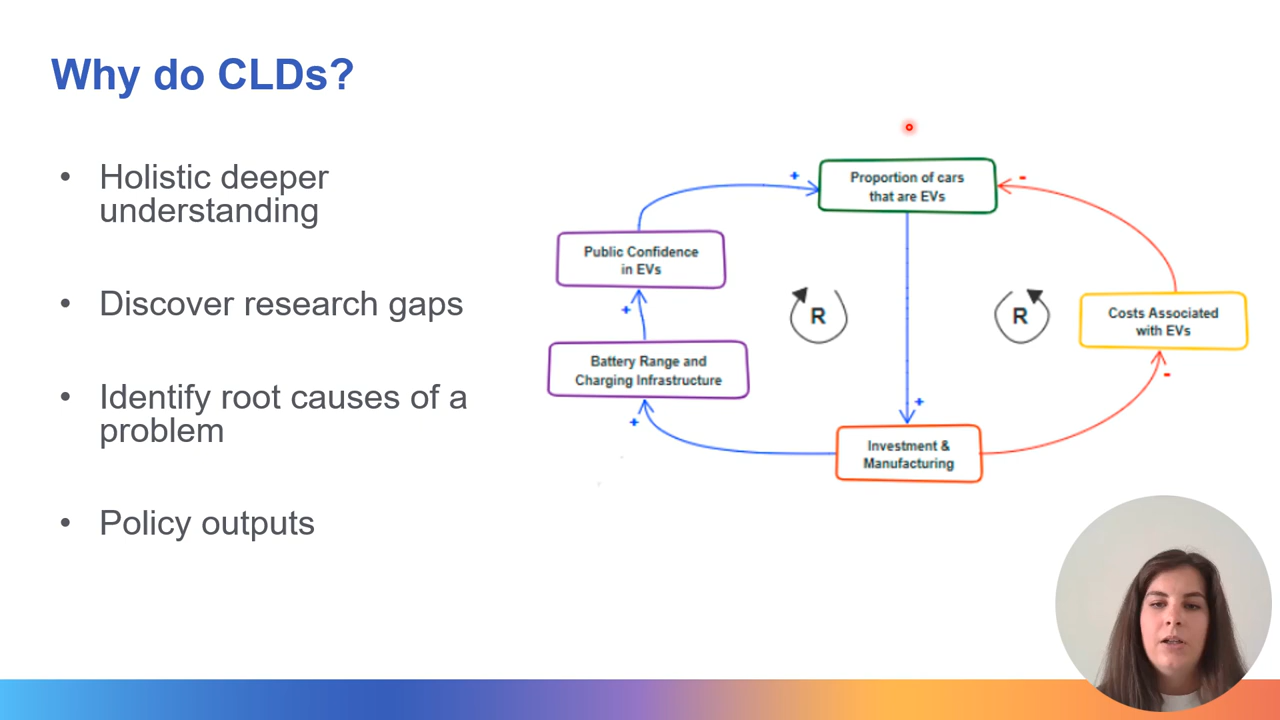 Why do CLDs?
• Holistic deeper
understanding
• Discover research gaps
• Identify root causes of a
problem
• Policy outputs
+
Proportion of cars
that are EVs
-
Public Confidence
in EVs
+
R
R
Costs Associated
with EVs
Battery Range and
Charging Infrastructure
-
+
+
Investment &
Manufacturing